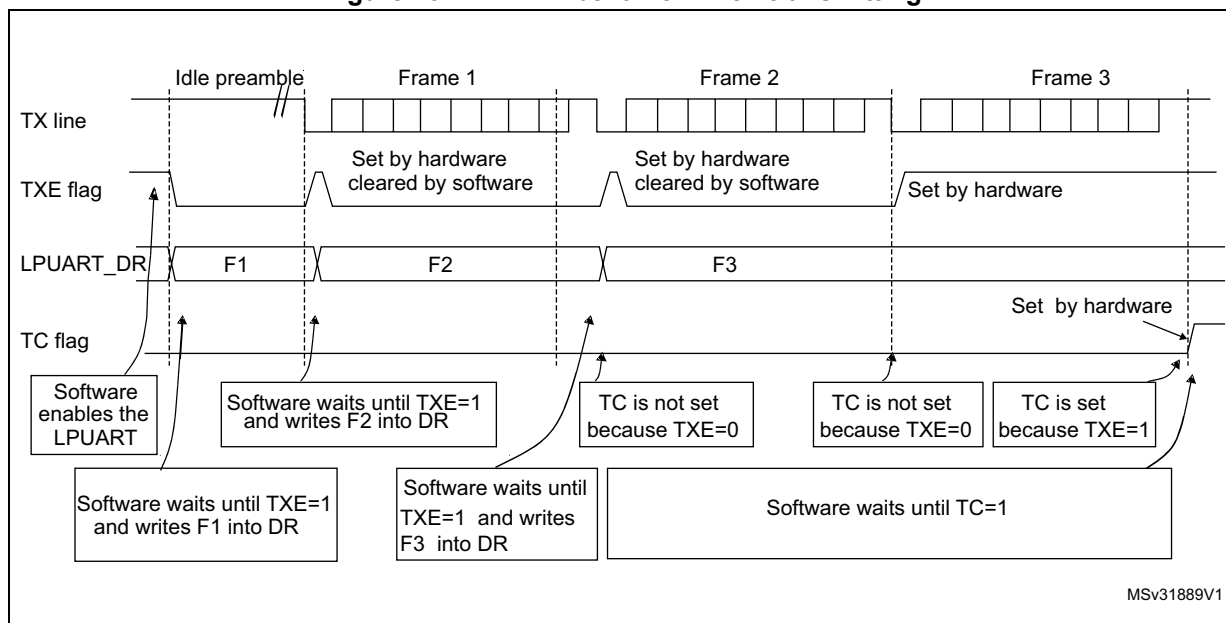 Idle preamble
Frame 1
Frame 2
Frame 3
TX line
Set by hardware
cleared by software
Set by hardware
cleared by software
TXE flag
Set by hardware
LPUART_DR
F1
F2
F3
Set by hardware
TC flag
Software
enables the
LPUART
Software waits until TXE=1
and writes F2 into DR
TC is not set
because TXE=0
TC is not set
because TXE=0
TC is set
because TXE=1
Software waits until TXE=1
and writes F1 into DR
Software waits until
TXE=1 and writes
F3 into DR
Software waits until TC=1
MSv31889V1